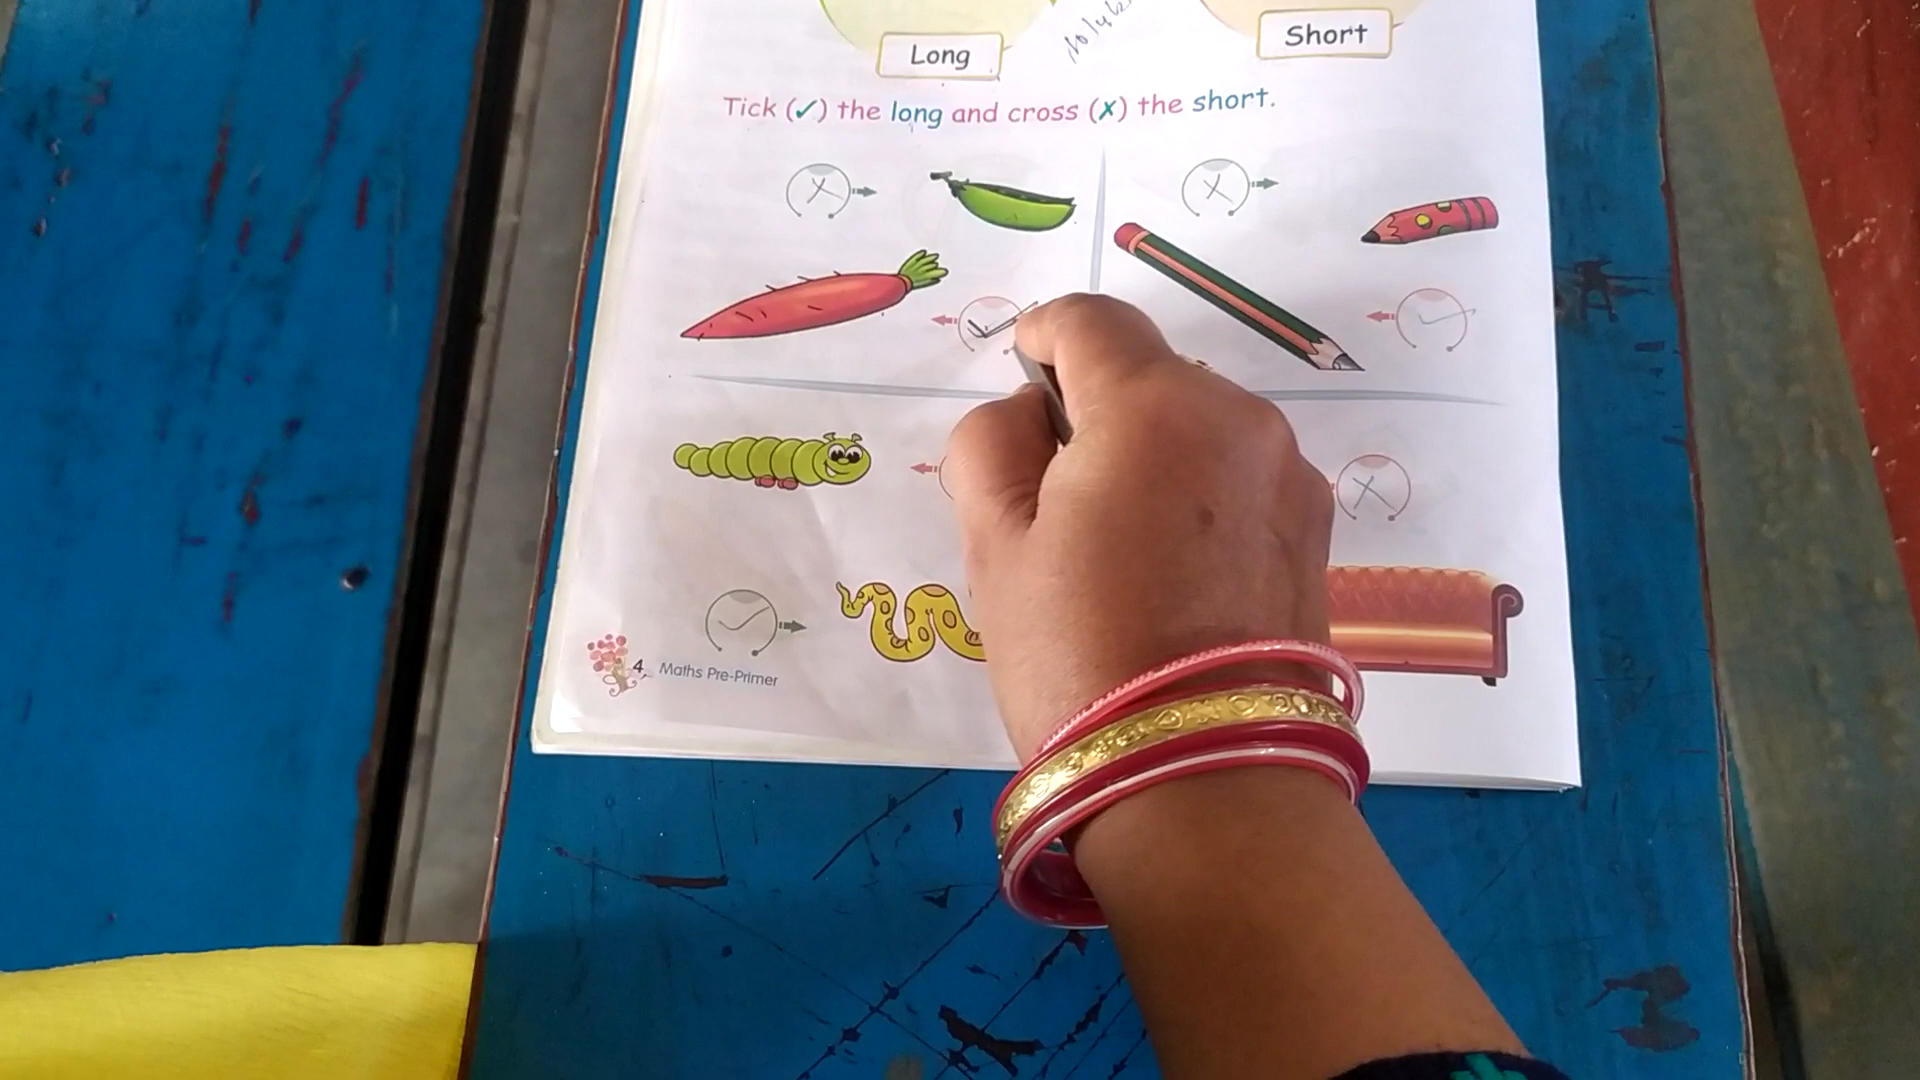 Long
Short
Tick (✓) the long and cross (✗) the short.
4 Maths Pre-Primer